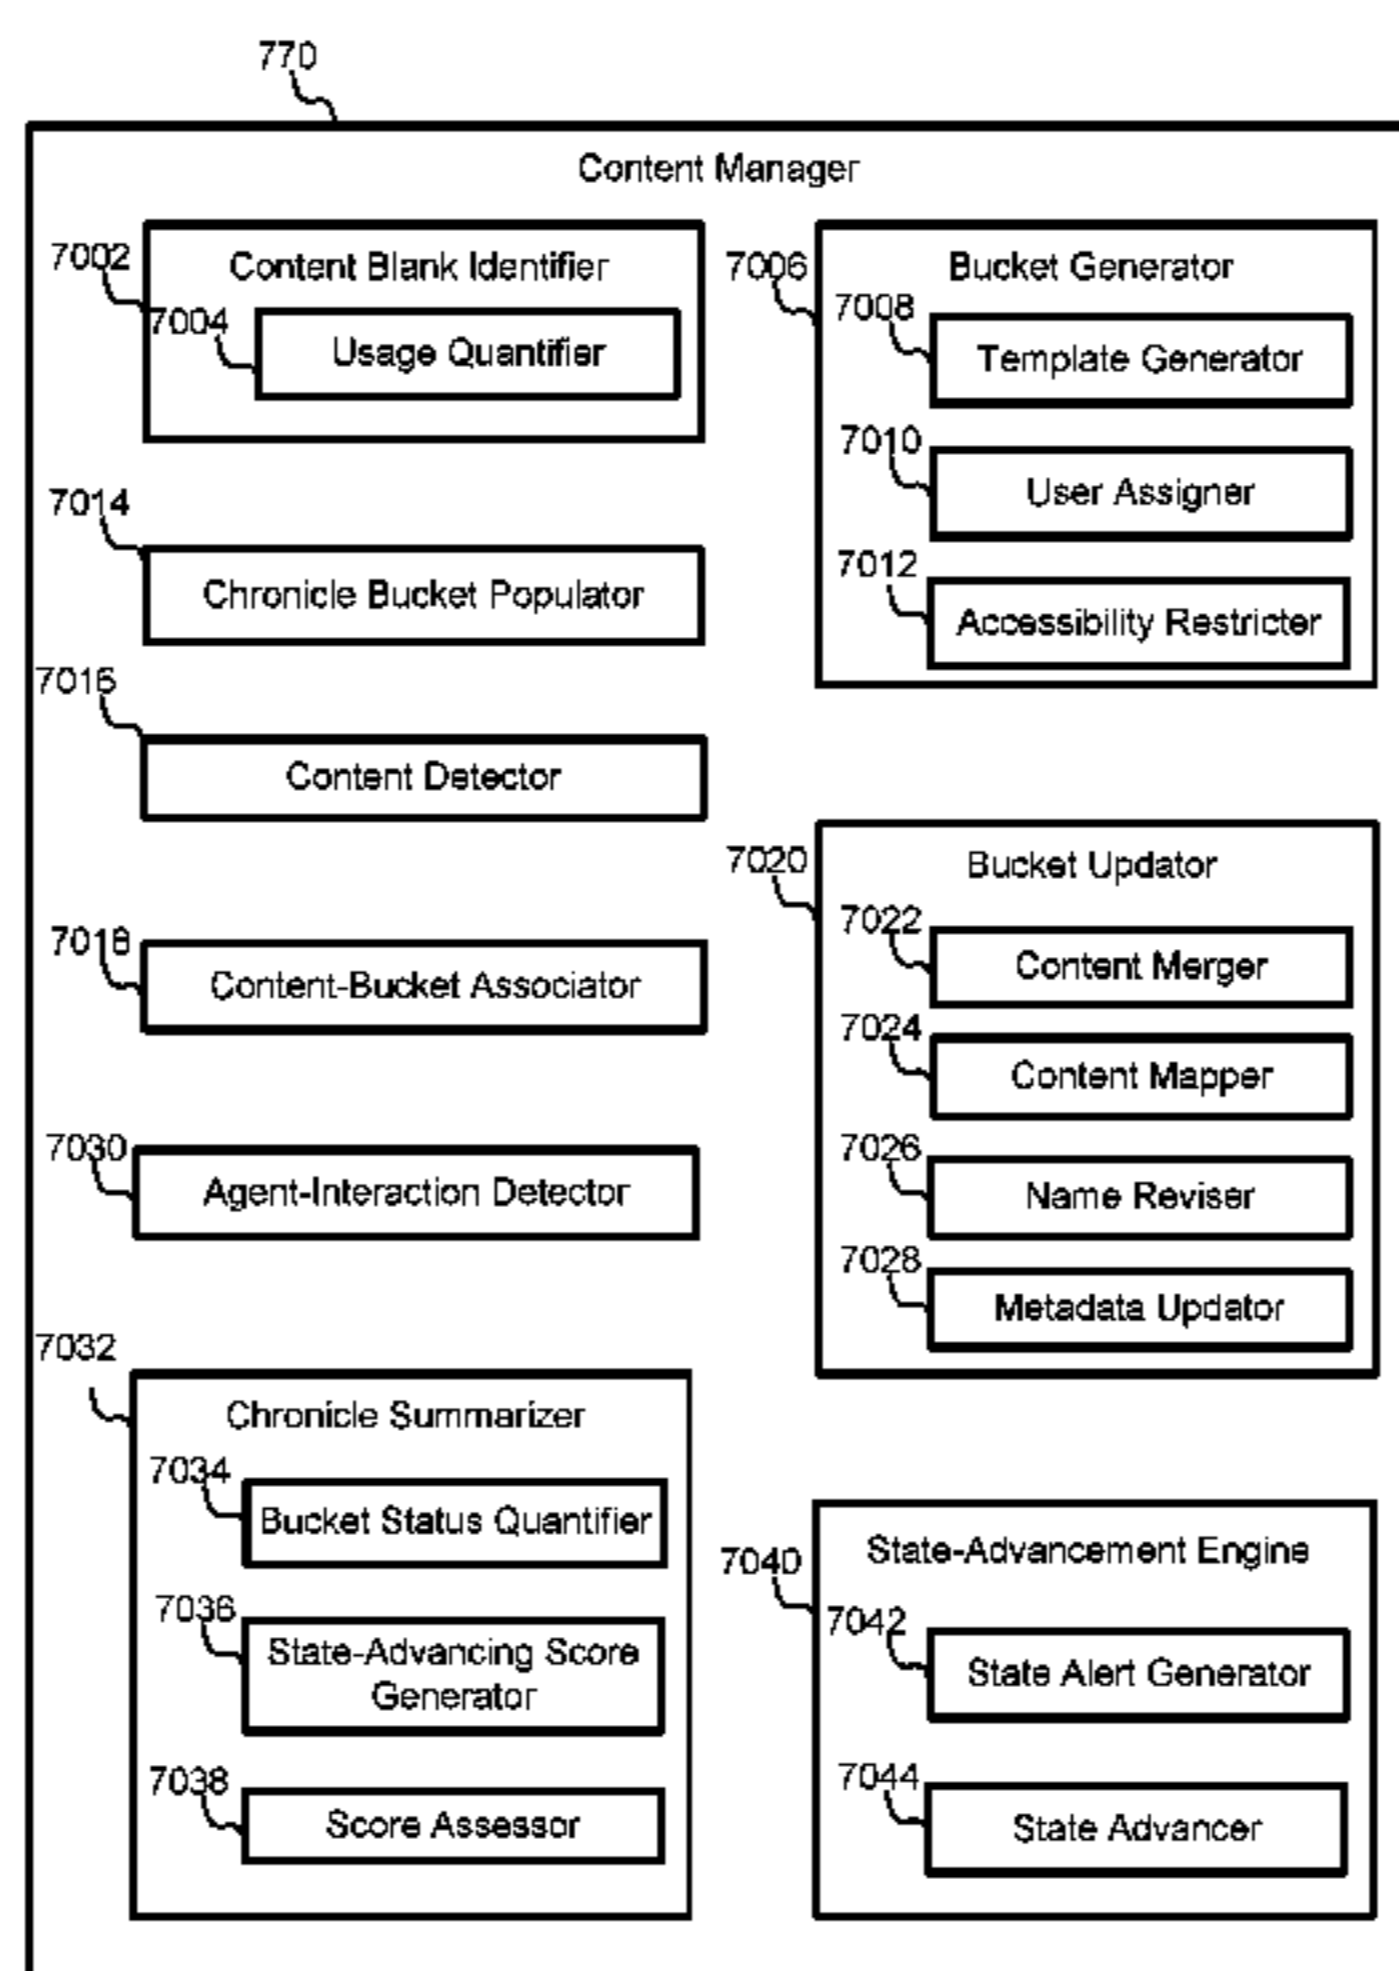 770
Content Manager
7002
Content Blank Identifier
7004
Usage Quantifier
7006
Bucket Generator
7008
Template Generator
7010
User Assigner
7012
Accessibility Restricter
7014
Chronicle Bucket Populator
7016
Content Detector
7018
Content-Bucket Associator
7020
Bucket Updator
7022
Content Merger
7024
Content Mapper
7026
Name Reviser
7028
Metadata Updator
7030
Agent-Interaction Detector
7032
Chronicle Summarizer
7034
Bucket Status Quantifier
7036
State-Advancing Score
Generator
7038
Score Assessor
7040
State-Advancement Engine
7042
State Alert Generator
7044
State Advancer